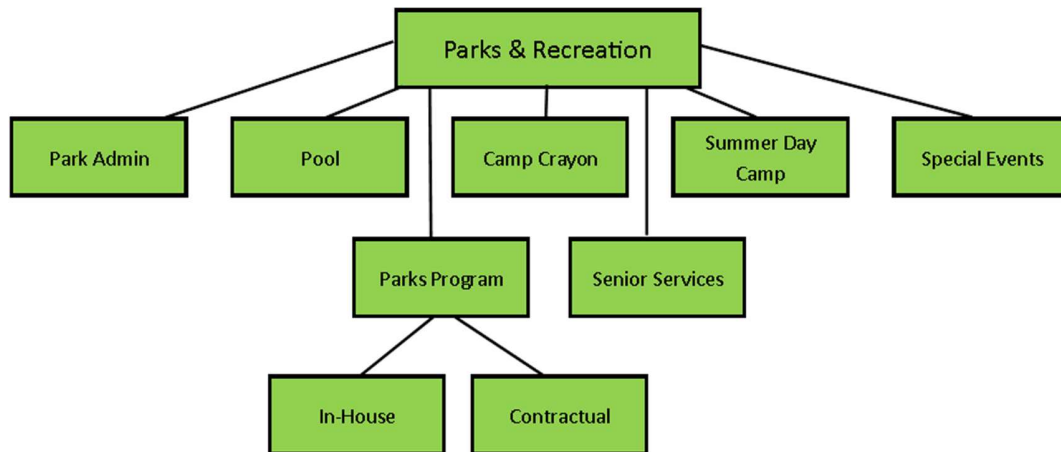 Parks & Recreation
Park Admin
Pool
Camp Crayon
Summer Day
Camp
Special Events
Parks Program
Senior Services
In-House
Contractual